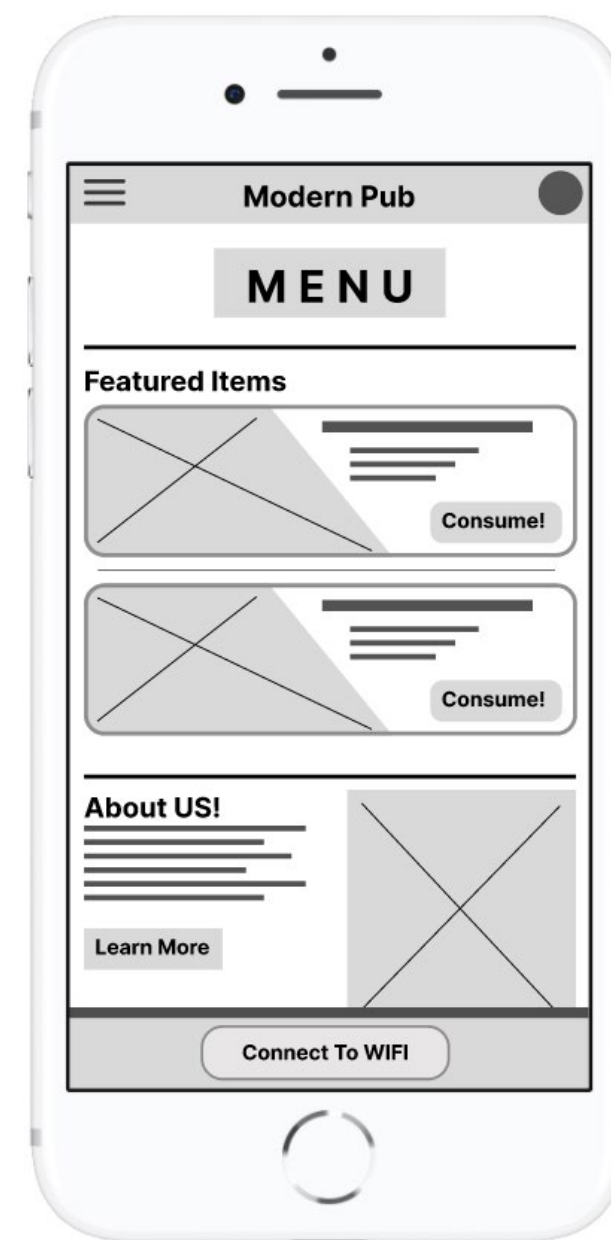 Modern Pub
MENU
Featured Items
Consume!
Consume!
About US!
Learn More
Connect To WIFI